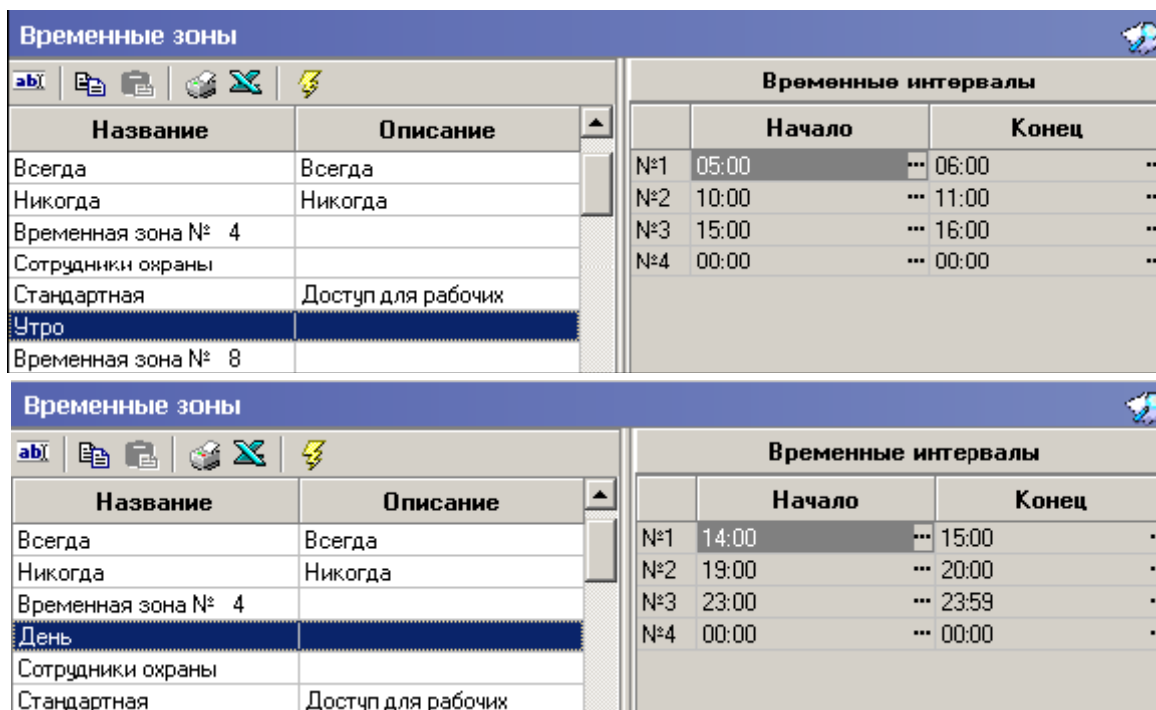 Временные зоны
abI
Временные интервалы
Название Описание
Начало Конец
Всегда Всегда
№1 05:00 ... 06:00
Никогда Никогда
№2 10:00 ... 11:00
Временная зона № 4
№3 15:00 ... 16:00
Сотрудники охраны
№4 00:00 ... 00:00
Стандартная Доступ для рабочих
Утро
Временная зона № 8
Временные зоны
abI
Временные интервалы
Название Описание
Начало Конец
Всегда Всегда
№1 14:00 ... 15:00
Никогда Никогда
№2 19:00 ... 20:00
Временная зона № 4
№3 23:00 ... 23:59
День
№4 00:00 ... 00:00
Сотрудники охраны
Стандартная Доступ для рабочих